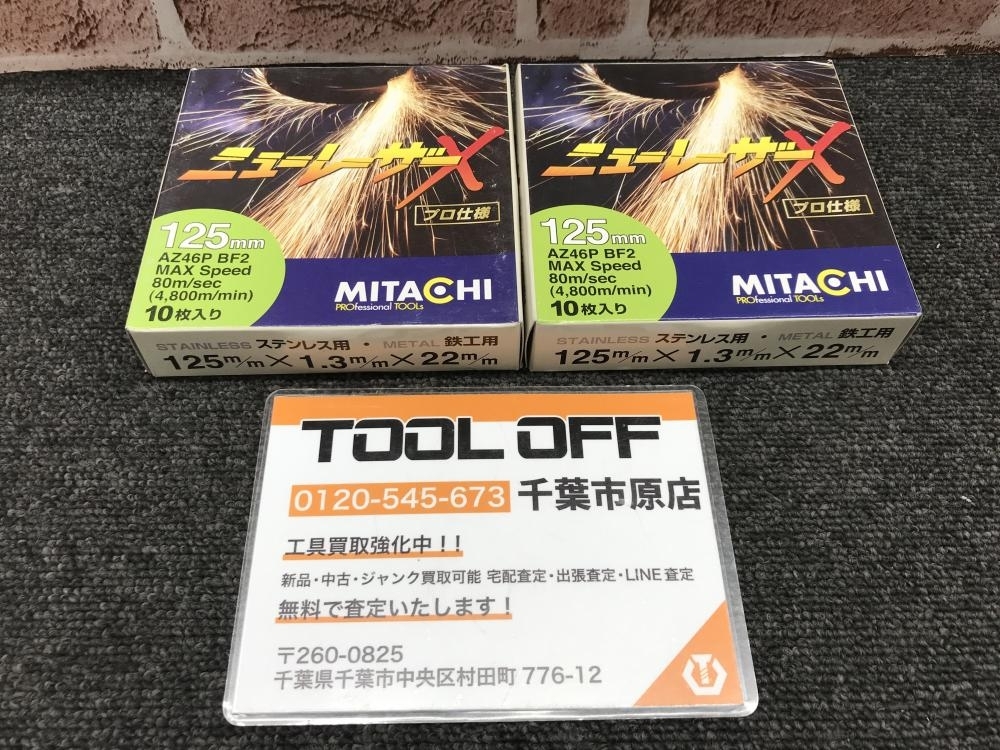 ニューレーザーX
プロ仕様
125mm
AZ46P BF2
MAX Speed
80m/sec
(4,800m/min)
10枚入り
MITACHI
PROfessional TOOLs
STAINLESS ステンレス用 ・ METAL 鉄工用
125m/m×1.3m/m×22m/m
ニューレーザーX
プロ仕様
125mm
AZ46P BF2
MAX Speed
80m/sec
(4,800m/min)
10枚入り
MITACHI
PROfessional TOOLs
STAINLESS ステンレス用 ・ METAL 鉄工用
125m/m×1.3m/m×22m/m
TOOL OFF
0120-545-673 千葉市原店
工具買取強化中!!
新品・中古・ジャンク買取可能 宅配査定・出張査定・LINE査定
無料で査定いたします!
〒260-0825
千葉県千葉市中央区村田町 776-12